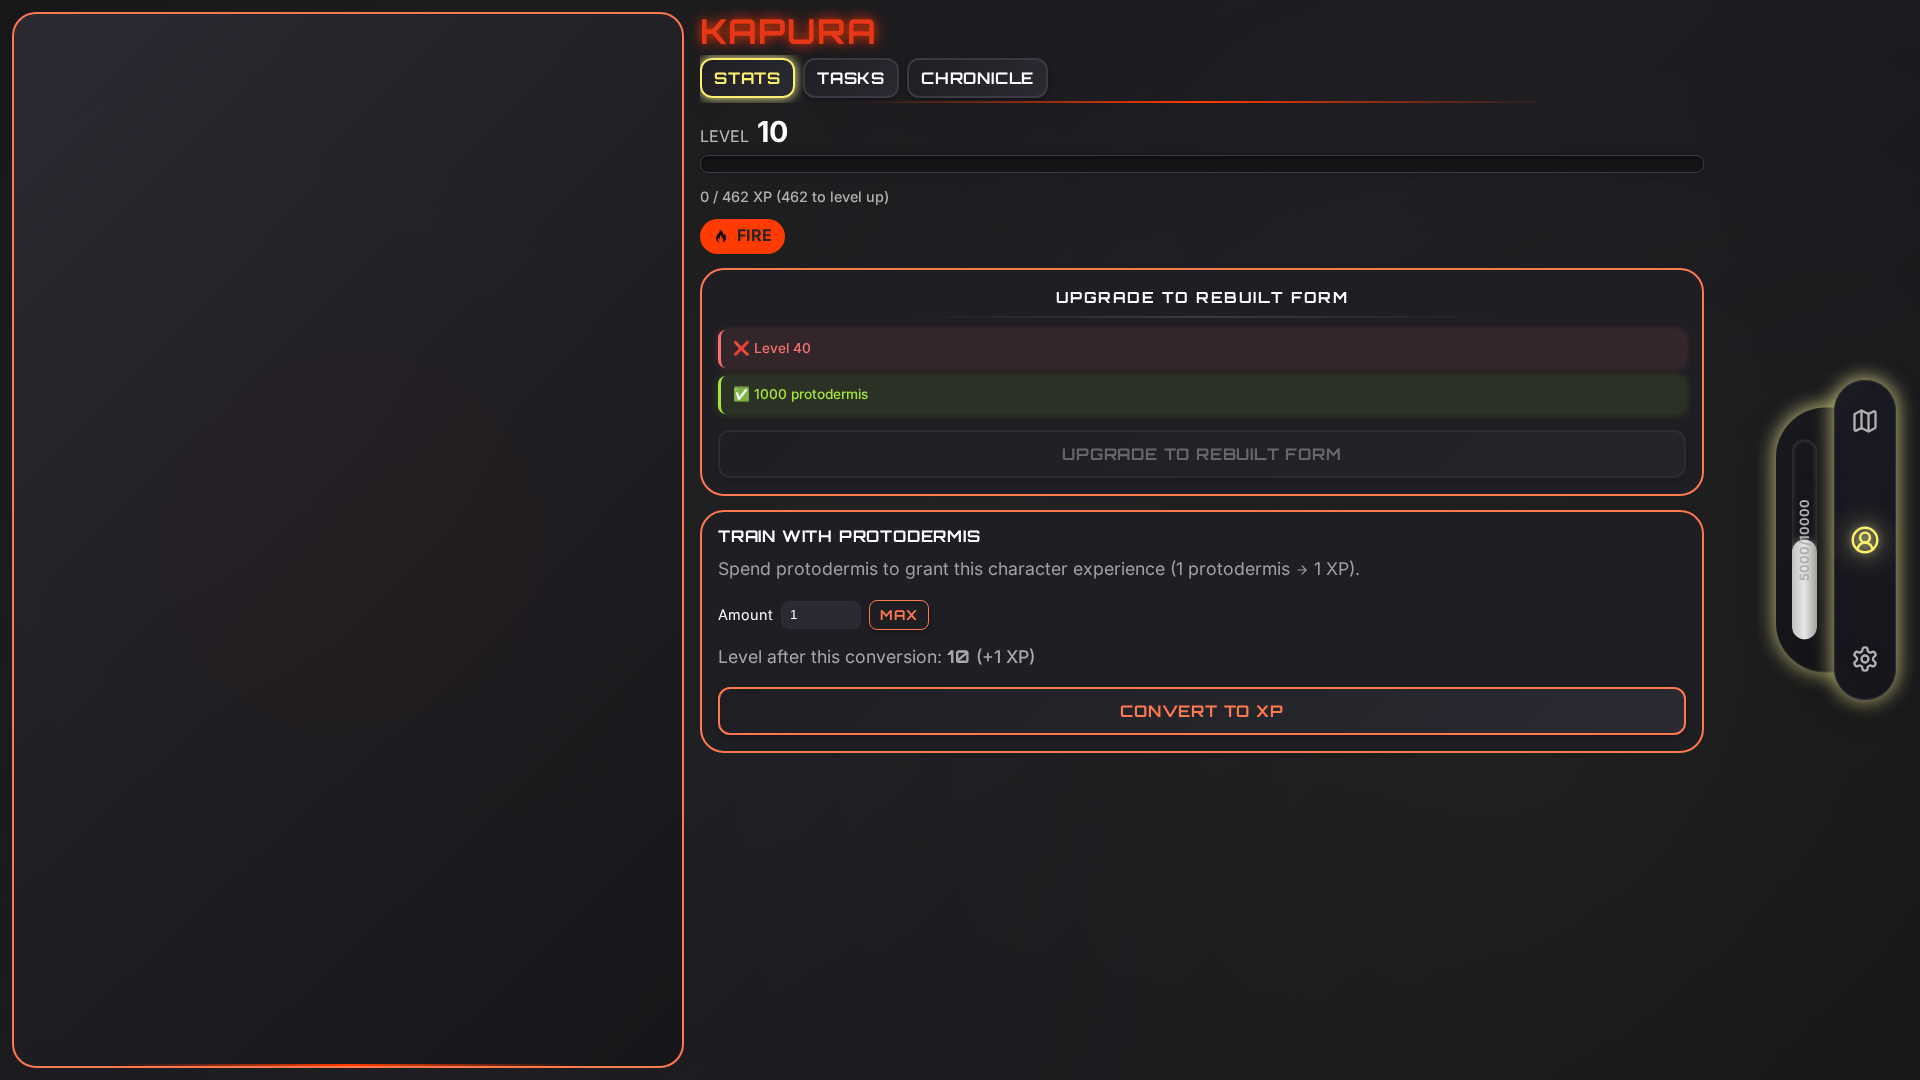 KAPURA
STATS TASKS CHRONICLE
LEVEL 10
0 / 462 XP (462 to level up)
FIRE
UPGRADE TO REBUILT FORM
❌ Level 40
✅ 1000 protodermis
UPGRADE TO REBUILT FORM
TRAIN WITH PROTODERMIS
Spend protodermis to grant this character experience (1 protodermis → 1 XP).
Amount 1 MAX
Level after this conversion: 10 (+1 XP)
CONVERT TO XP
5000/10000